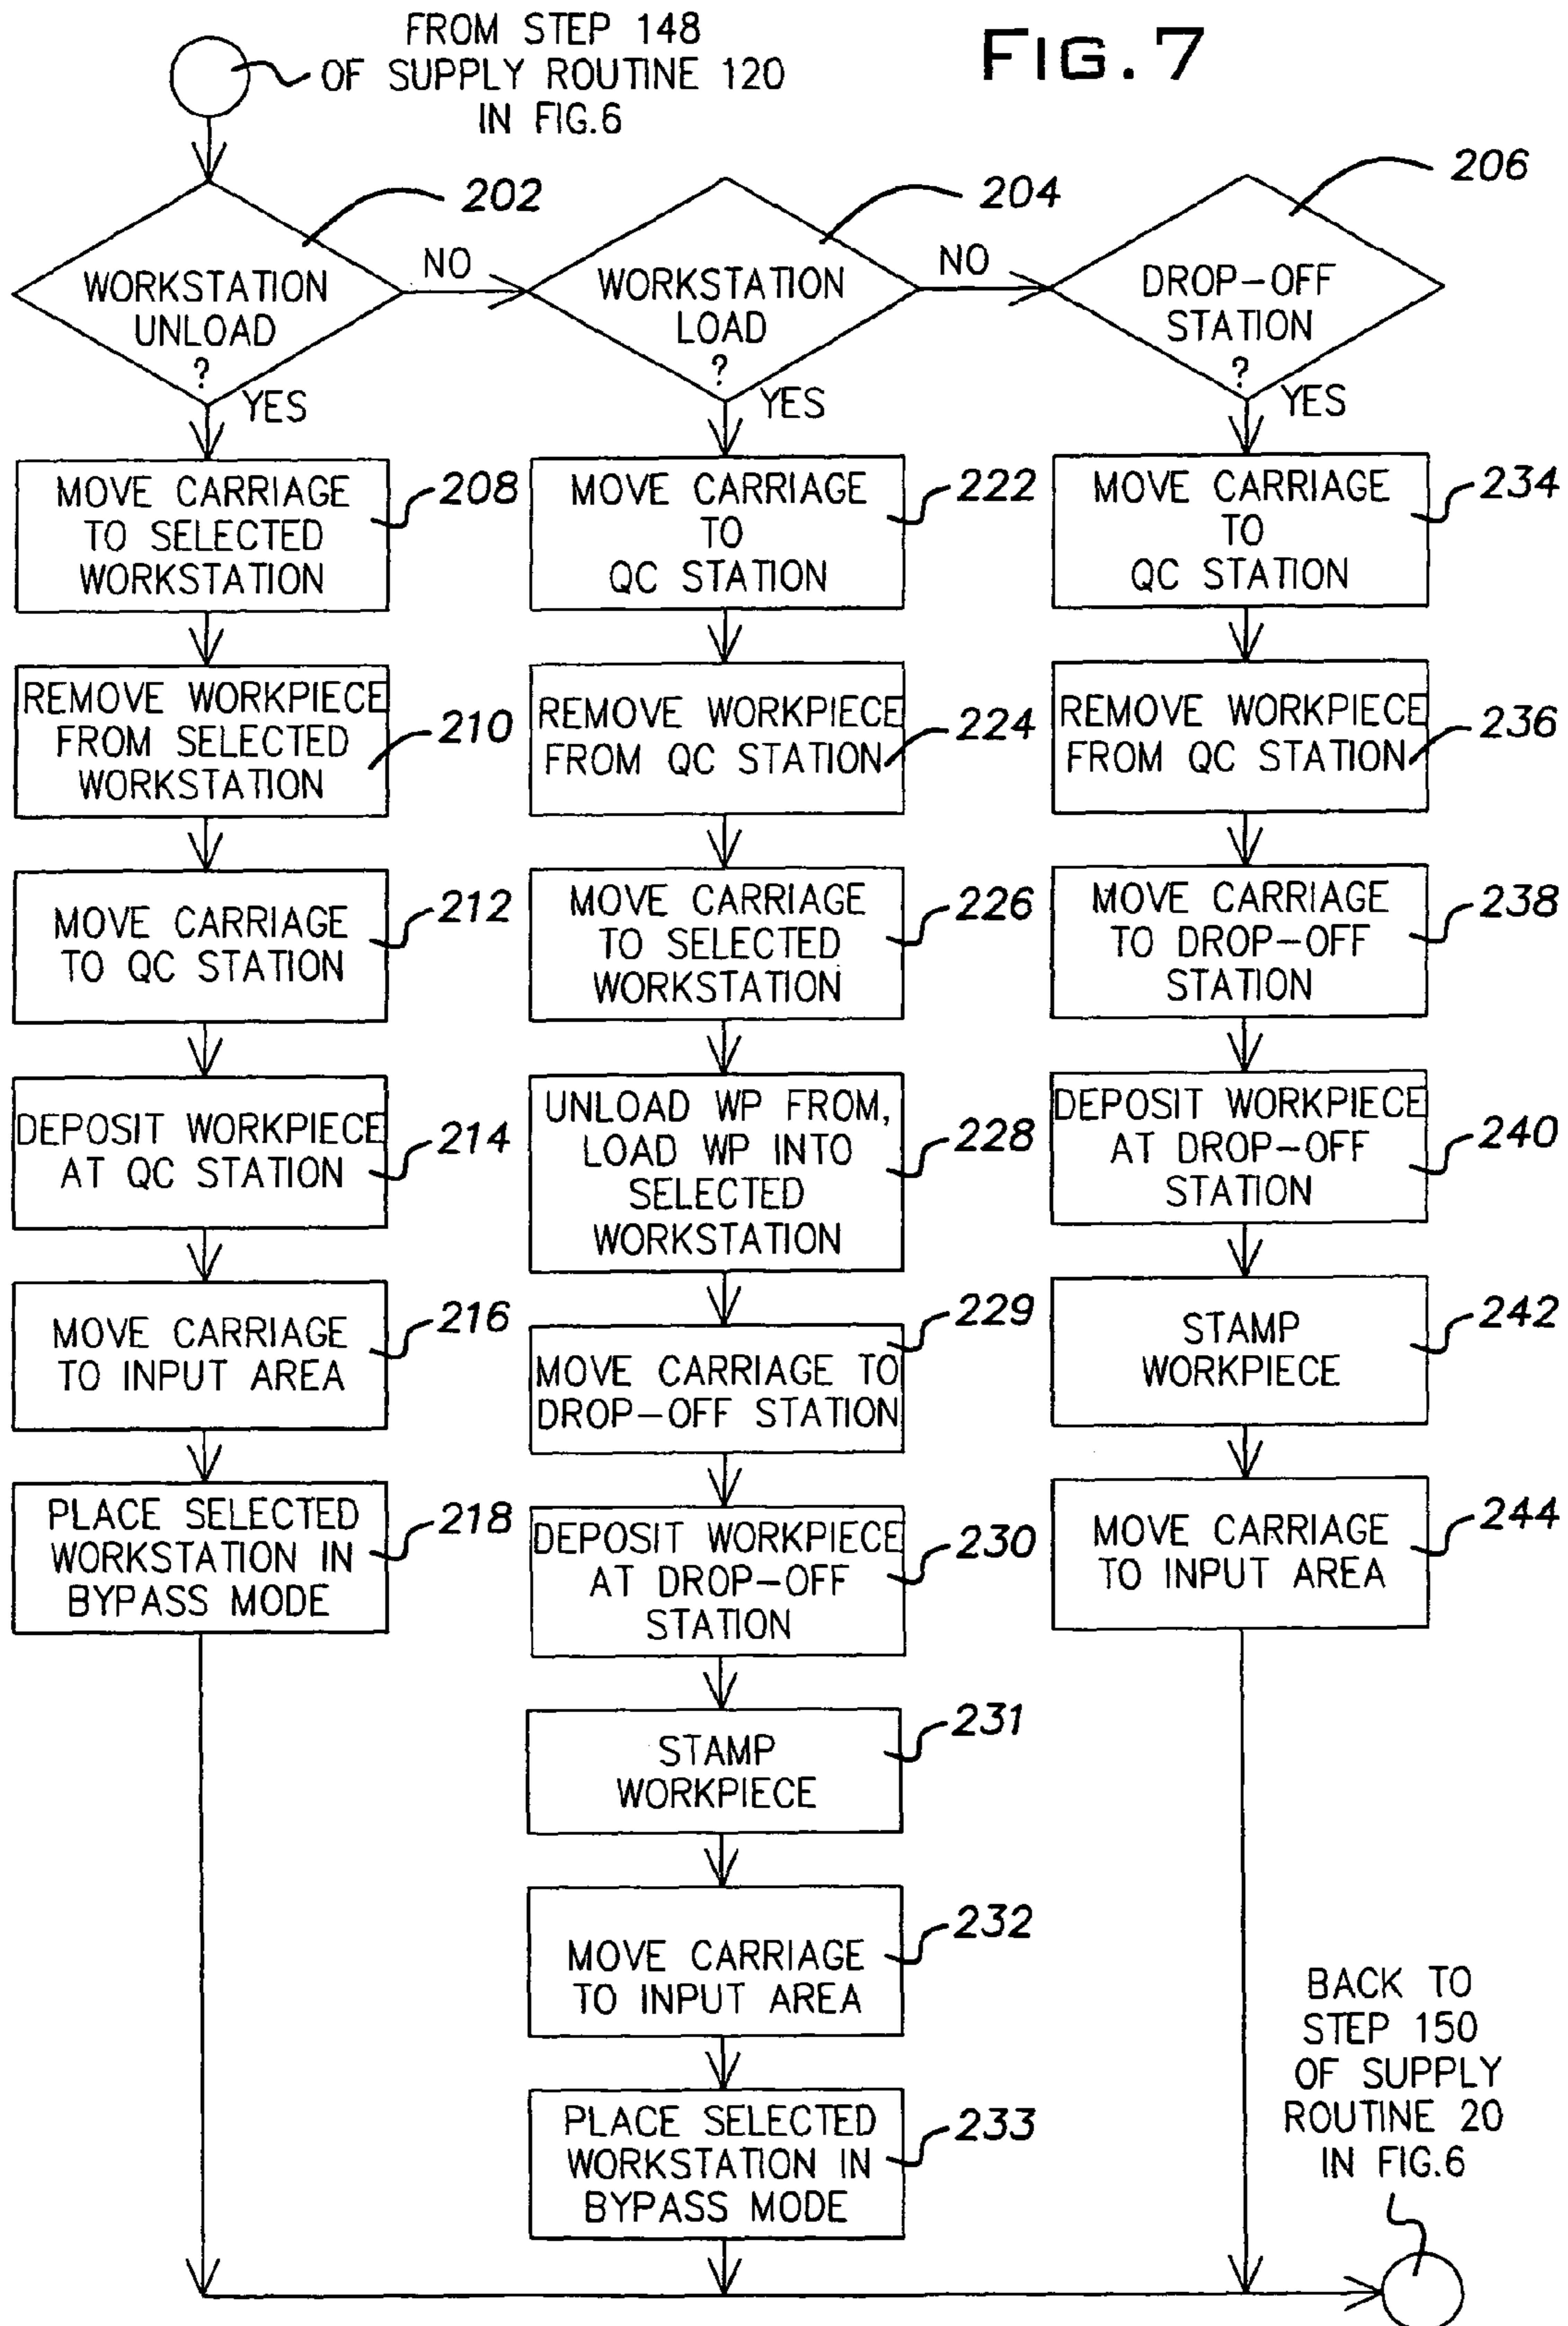 FROM STEP 148
OF SUPPLY ROUTINE 120
IN FIG.6
FIG. 7
202
WORKSTATION
UNLOAD
?
NO
YES
204
WORKSTATION
LOAD
?
NO
YES
206
DROP-OFF
STATION
?
YES
MOVE CARRIAGE
TO SELECTED
WORKSTATION
208
REMOVE WORKPIECE
FROM SELECTED
WORKSTATION
210
MOVE CARRIAGE
TO QC STATION
212
DEPOSIT WORKPIECE
AT QC STATION
214
MOVE CARRIAGE
TO INPUT AREA
216
PLACE SELECTED
WORKSTATION IN
BYPASS MODE
218
MOVE CARRIAGE
TO
QC STATION
222
REMOVE WORKPIECE
FROM QC STATION
224
MOVE CARRIAGE
TO SELECTED
WORKSTATION
226
UNLOAD WP FROM,
LOAD WP INTO
SELECTED
WORKSTATION
228
MOVE CARRIAGE TO
DROP-OFF STATION
229
DEPOSIT WORKPIECE
AT DROP-OFF
STATION
230
STAMP
WORKPIECE
231
MOVE CARRIAGE
TO INPUT AREA
232
PLACE SELECTED
WORKSTATION IN
BYPASS MODE
233
MOVE CARRIAGE
TO
QC STATION
234
REMOVE WORKPIECE
FROM QC STATION
236
MOVE CARRIAGE
TO DROP-OFF
STATION
238
DEPOSIT WORKPIECE
AT DROP-OFF
STATION
240
STAMP
WORKPIECE
242
MOVE CARRIAGE
TO INPUT AREA
244
BACK TO
STEP 150
OF SUPPLY
ROUTINE 20
IN FIG.6